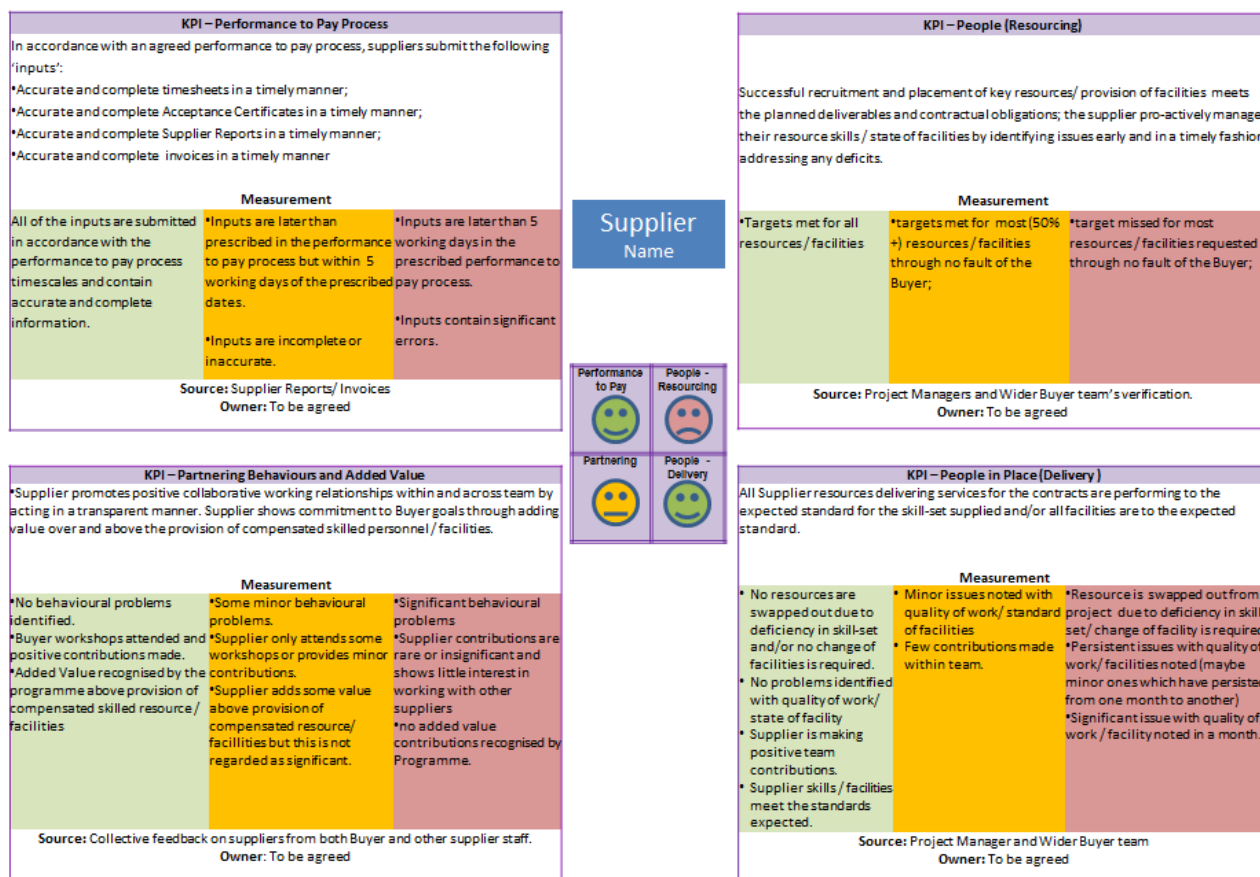 KPI – Performance to Pay Process
In accordance with an agreed performance to pay process, suppliers submit the following
'inputs':
•Accurate and complete timesheets in a timely manner;
•Accurate and complete Acceptance Certificates in a timely manner;
•Accurate and complete Supplier Reports in a timely manner;
•Accurate and complete invoices in a timely manner
Measurement
All of the inputs are submitted
in accordance with the
performance to pay process
timescales and contain
accurate and complete
information.
•Inputs are later than
prescribed in the performance
to pay process but within 5
working days of the prescribed
dates.
•Inputs are incomplete or
inaccurate.
•Inputs are later than 5
working days in the
prescribed performance to
pay process.
•Inputs contain significant
errors.
Source: Supplier Reports/ Invoices
Owner: To be agreed
KPI – People (Resourcing)
Successful recruitment and placement of key resources/ provision of facilities meets
the planned deliverables and contractual obligations; the supplier pro-actively manage
their resource skills / state of facilities by identifying issues early and in a timely fashion
addressing any deficits.
Measurement
•Targets met for all
resources / facilities
•targets met for most (50%
+) resources / facilities
through no fault of the
Buyer;
•target missed for most
resources / facilities requested
through no fault of the Buyer;
Source: Project Managers and Wider Buyer team's verification.
Owner: To be agreed
Supplier
Name
Performance
to Pay
People -
Resourcing
Partnering
People -
Delivery
KPI – Partnering Behaviours and Added Value
•Supplier promotes positive collaborative working relationships within and across team by
acting in a transparent manner. Supplier shows commitment to Buyer goals through adding
value over and above the provision of compensated skilled personnel / facilities.
Measurement
•No behavioural problems
identified.
•Buyer workshops attended and
positive contributions made.
•Added Value recognised by the
programme above provision of
compensated skilled resource /
facilities
•Some minor behavioural
problems.
•Supplier only attends some
workshops or provides minor
contributions.
•Supplier adds some value
above provision of
compensated resource/
facillities but this is not
regarded as significant.
•Significant behavioural
problems
•Supplier contributions are
rare or insignificant and
shows little interest in
working with other
suppliers
•no added value
contributions recognised by
Programme.
Source: Collective feedback on suppliers from both Buyer and other supplier staff.
Owner: To be agreed
KPI – People in Place (Delivery )
All Supplier resources delivering services for the contracts are performing to the
expected standard for the skill-set supplied and/or all facilities are to the expected
standard.
Measurement
• No resources are
swapped out due to
deficiency in skill-set
and/or no change of
facilities is required.
• No problems identified
with quality of work/
state of facility
• Supplier is making
positive team
contributions.
• Supplier skills / facilities
meet the standards
expected.
• Minor issues noted with
quality of work/ standard
of facilities
• Few contributions made
within team.
•Resource is swapped out from
project due to deficiency in skill
set/ change of facility is required
•Persistent issues with quality of
work/ facilities noted (maybe
minor ones which have persisted
from one month to another)
•Significant issue with quality of
work / facility noted in a month.
Source: Project Manager and Wider Buyer team
Owner: To be agreed